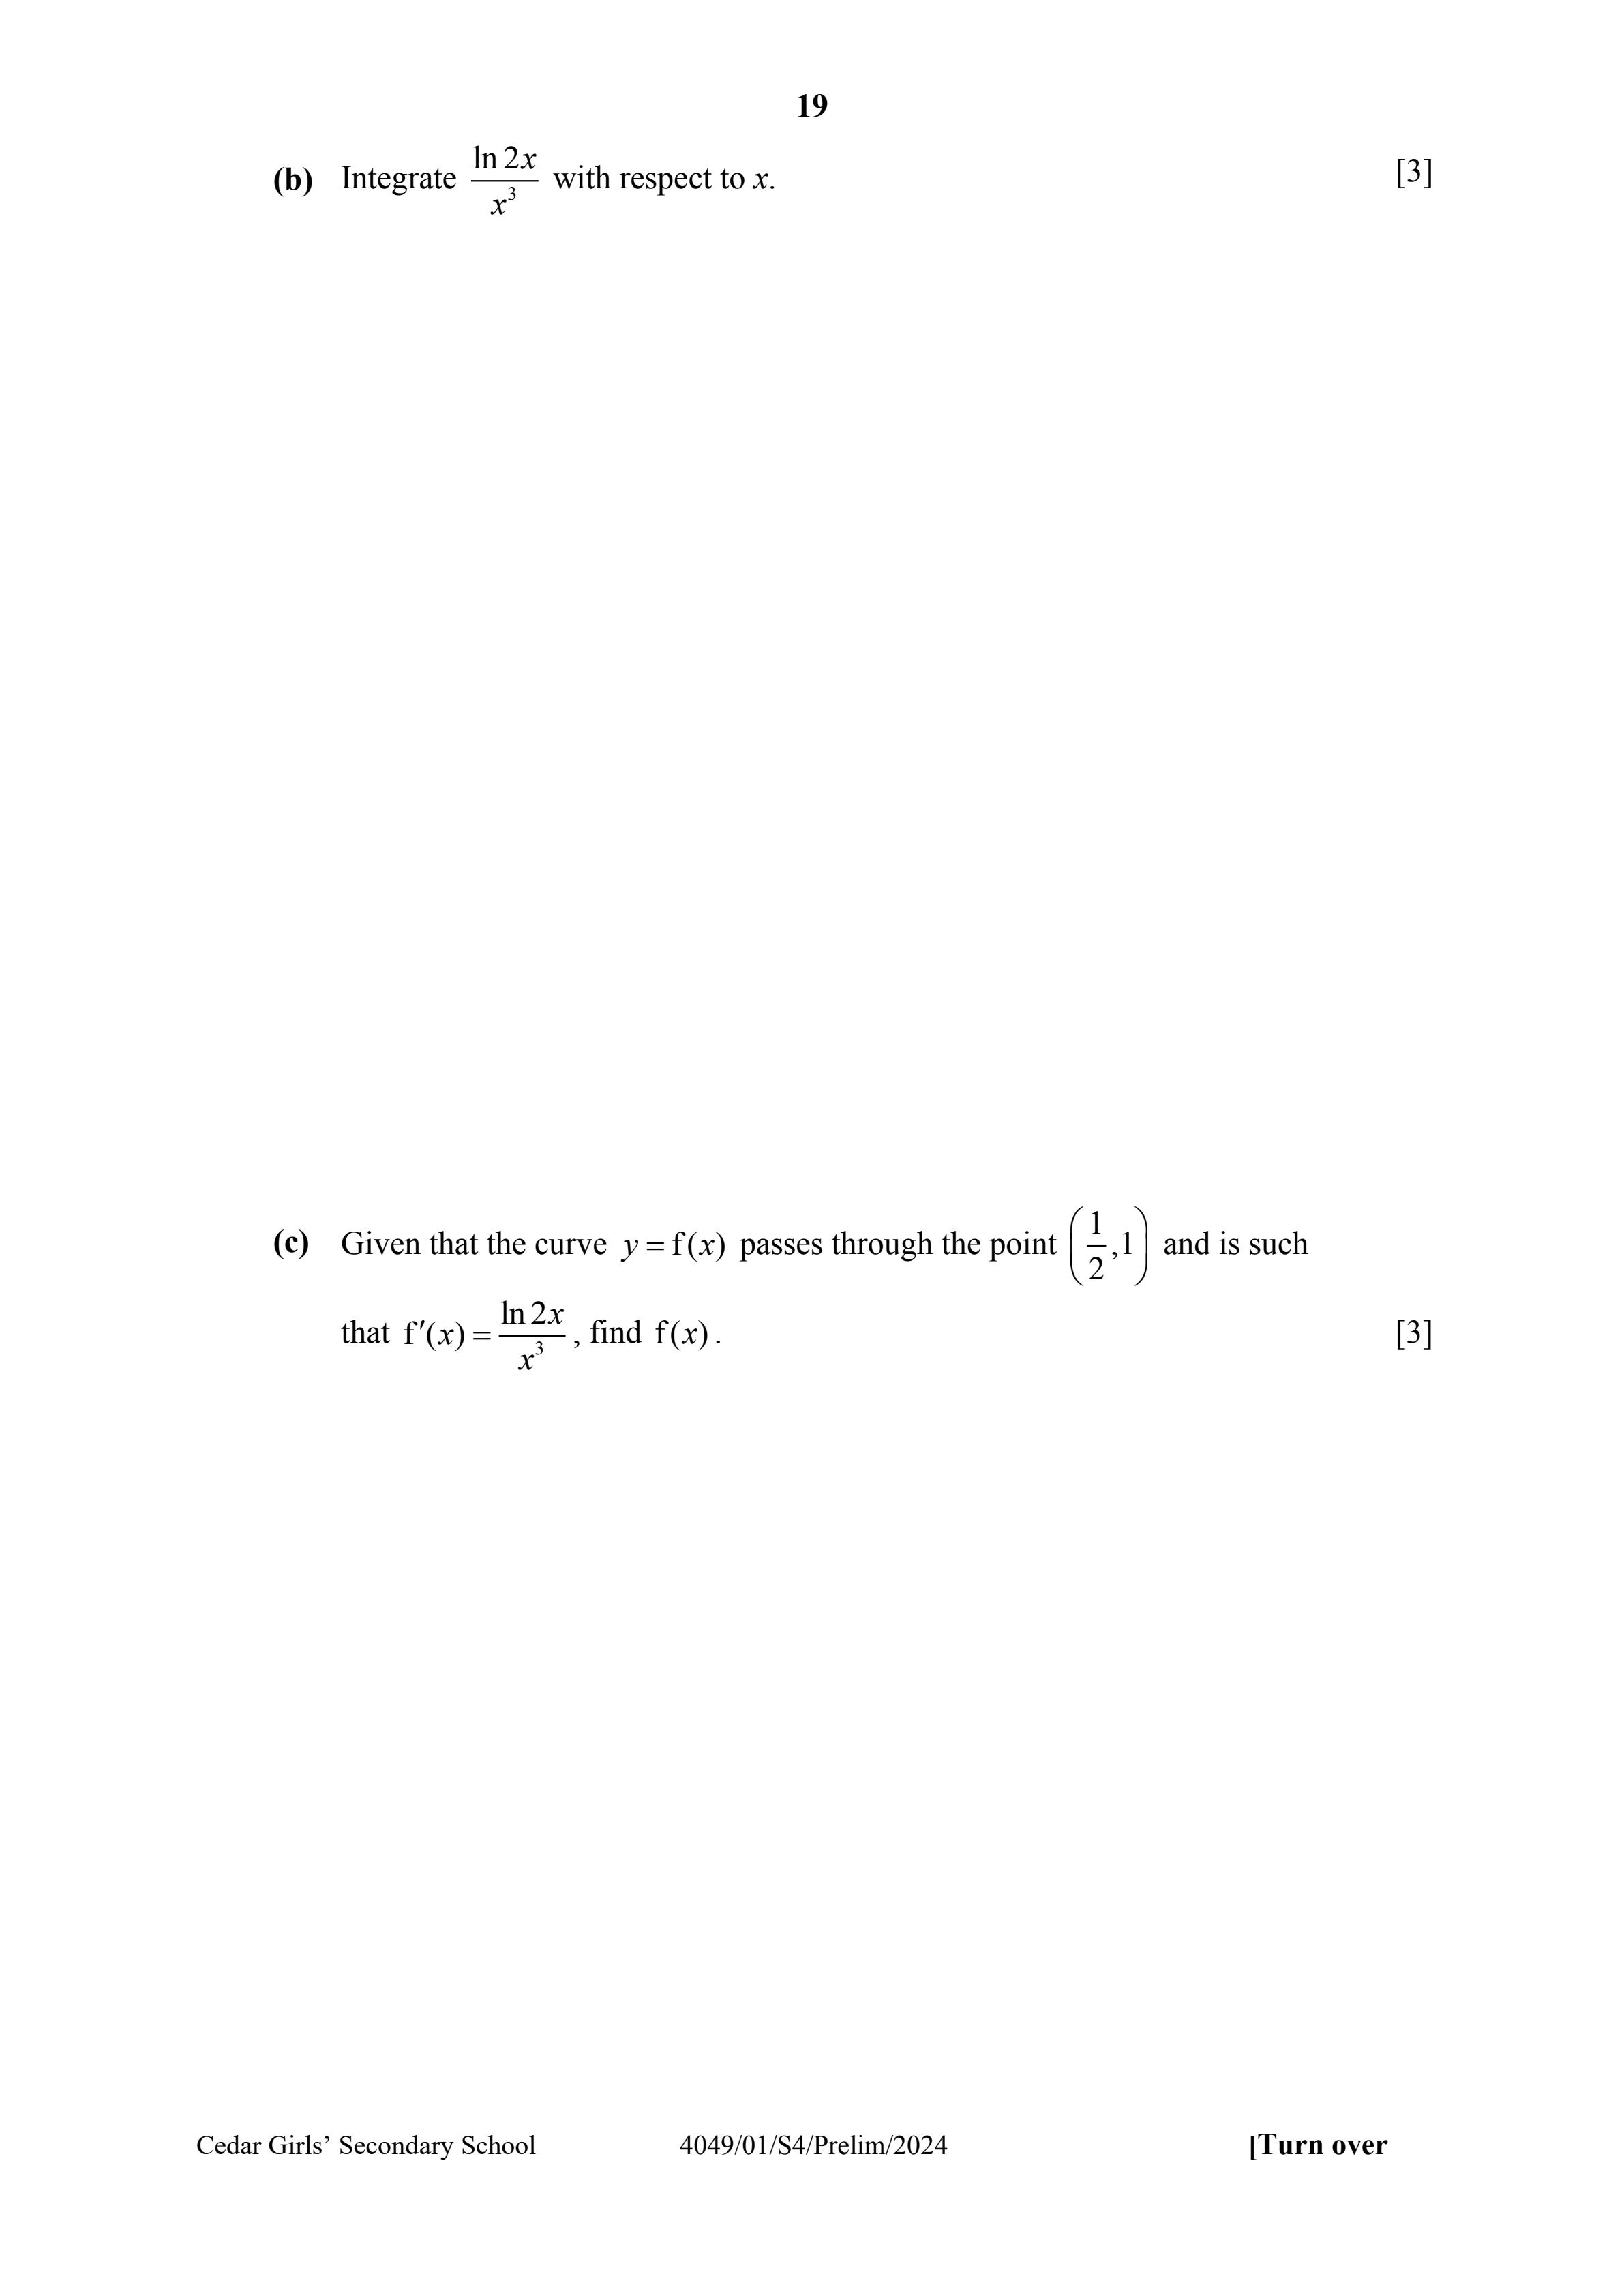 19
(b) Integrate \frac{\ln 2x}{x^3} with respect to x. [3]
(c) Given that the curve y = f(x) passes through the point \left(\frac{1}{2}, 1\right) and is such
that f′(x) = \frac{\ln 2x}{x^3}, find f(x). [3]
Cedar Girls’ Secondary School 4049/01/S4/Prelim/2024 [Turn over